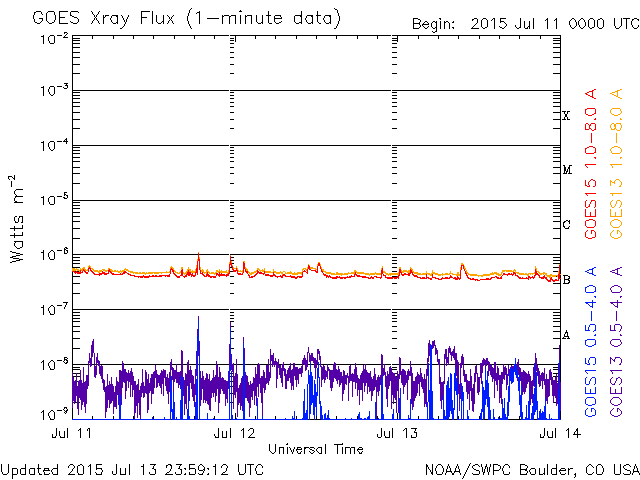 GOES Xray Flux (1-minute data)
Begin: 2015 Jul 11 0000 UTC
10-2
10-3
10-4
10-5
10-6
10-7
10-8
10-9
Watts m-2
X
M
C
B
A
GOES15 1.0-8.0 A
GOES13 1.0-8.0 A
GOES15 0.5-4.0 A
GOES13 0.5-4.0 A
Jul 11
Jul 12
Jul 13
Jul 14
Universal Time
Updated 2015 Jul 13 23:59:12 UTC
NOAA/SWPC Boulder, CO USA